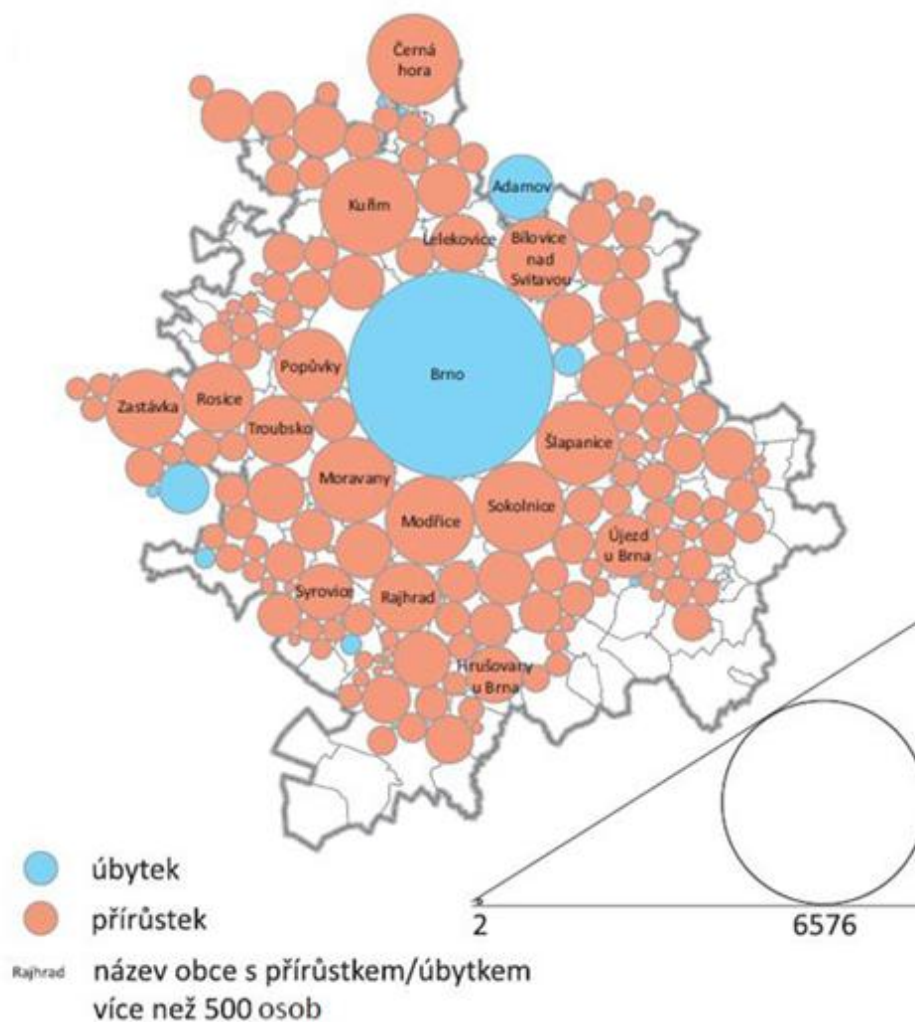 Černá
hora
Adamov
Kuřim
Lelekovice
Bílovice
nad
Svitavou
Popůvky
Brno
Zastávka
Rosice
Troubsko
Šlapanice
Moravany
Sokolnice
Modřice
Újezd
u Brna
Syrovice
Rajhrad
Hrušovany
u Brna
úbytek
přírůstek
2
6576
Rajhrad
název obce s přírůstkem/úbytkem
více než 500 osob